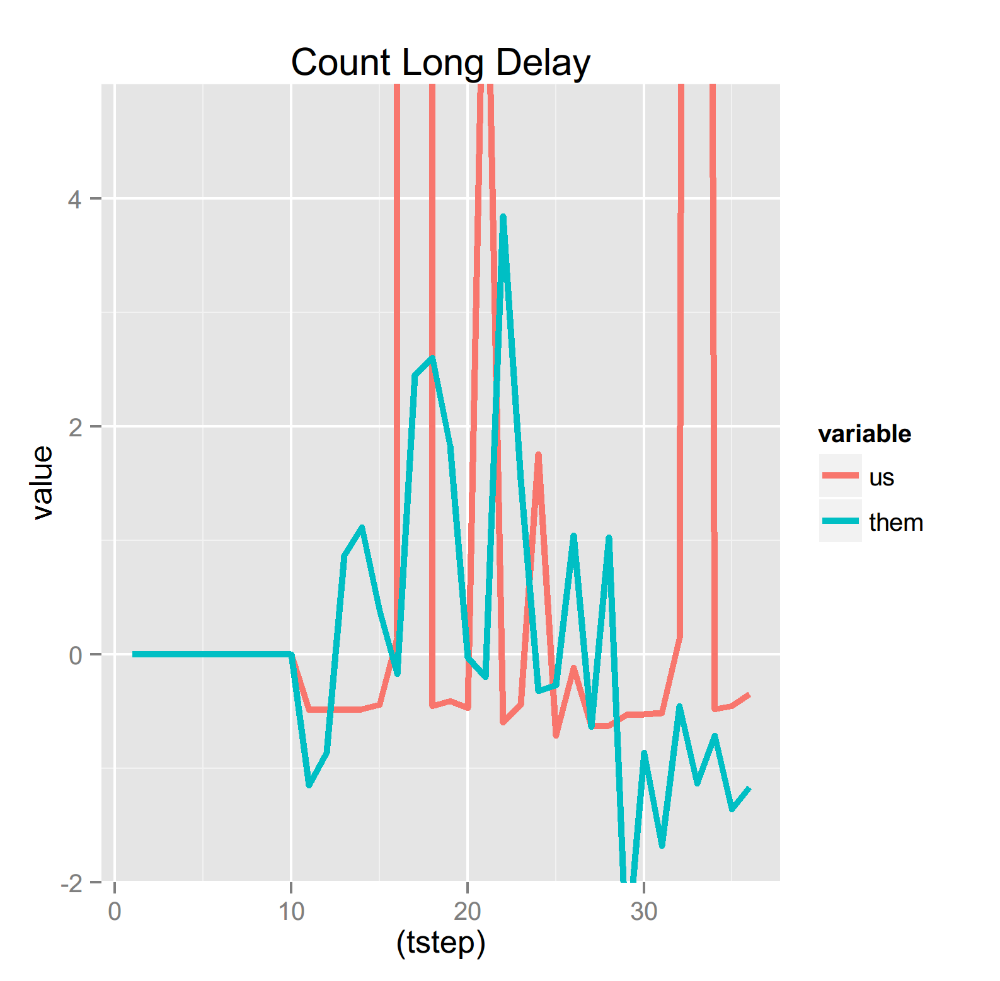 Count Long Delay
4
2
0
-2
value
0 10 20 30
(tstep)
variable
us
them